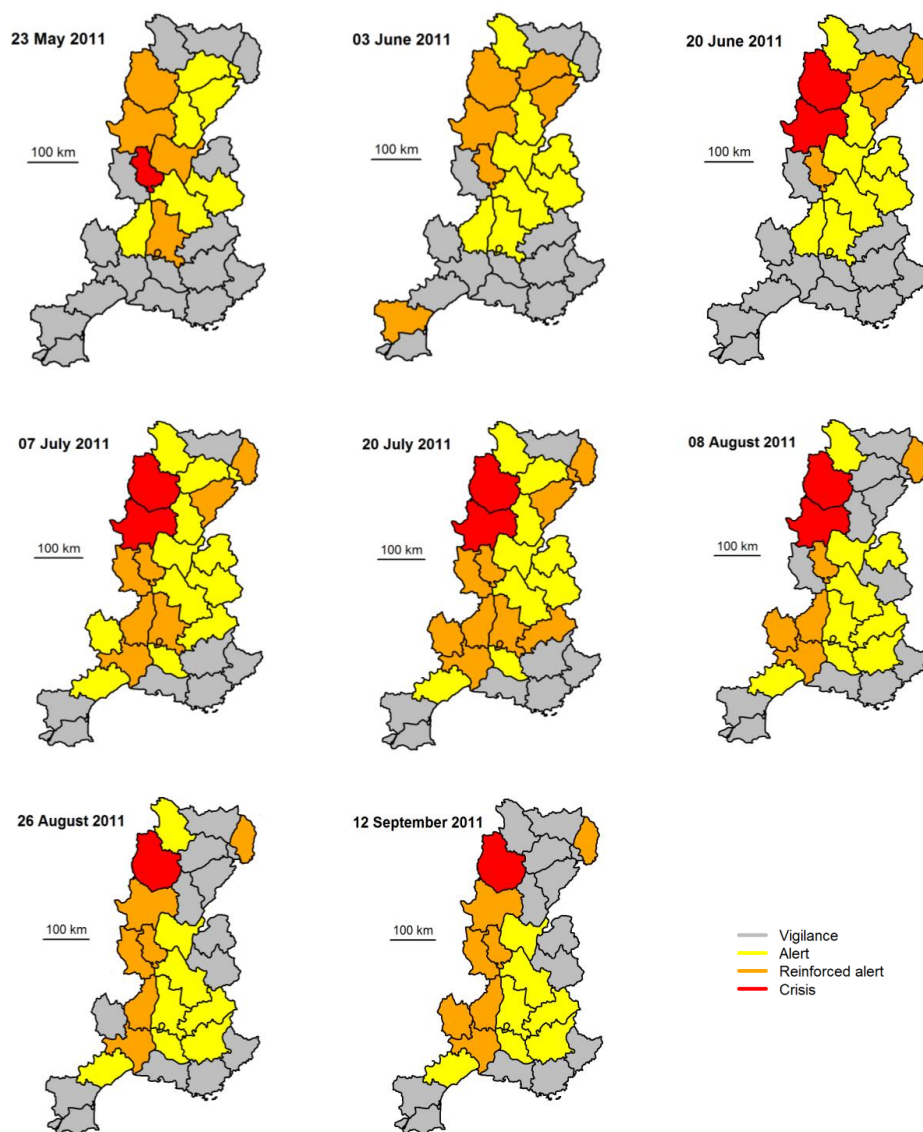 23 May 2011
03 June 2011
20 June 2011
100 km
100 km
100 km
07 July 2011
20 July 2011
08 August 2011
100 km
100 km
100 km
26 August 2011
12 September 2011
100 km
100 km
Vigilance
Alert
Reinforced alert
Crisis